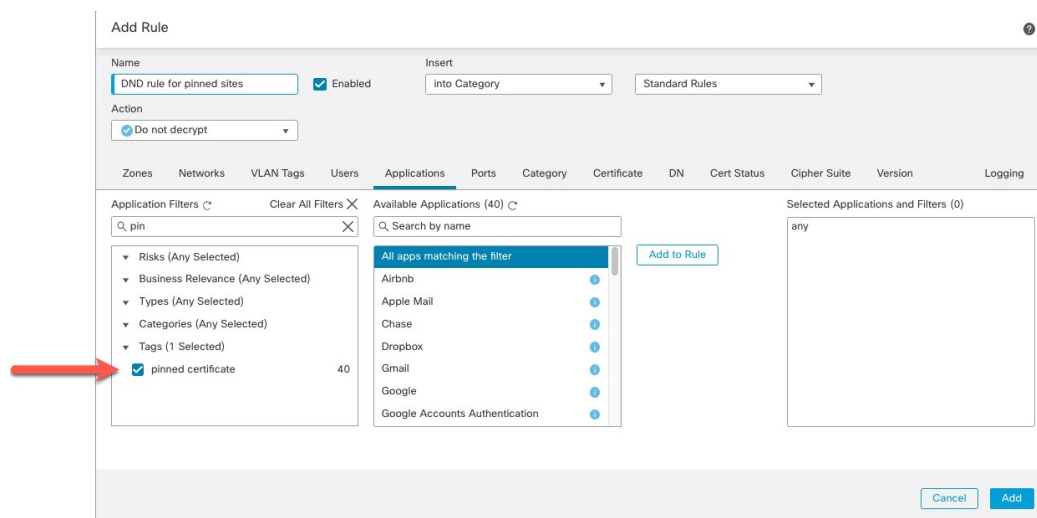 Add Rule
Name
Insert
DND rule for pinned sites
Enabled
into Category
Standard Rules
Action
Do not decrypt
Zones Networks VLAN Tags Users Applications Ports Category Certificate DN Cert Status Cipher Suite Version Logging
Application Filters Clear All Filters
Available Applications (40)
Selected Applications and Filters (0)
pin
Search by name
any
Risks (Any Selected)
Business Relevance (Any Selected)
Types (Any Selected)
Categories (Any Selected)
Tags (1 Selected)
pinned certificate 40
All apps matching the filter
Airbnb
Apple Mail
Chase
Dropbox
Gmail
Google
Google Accounts Authentication
Add to Rule
Cancel
Add